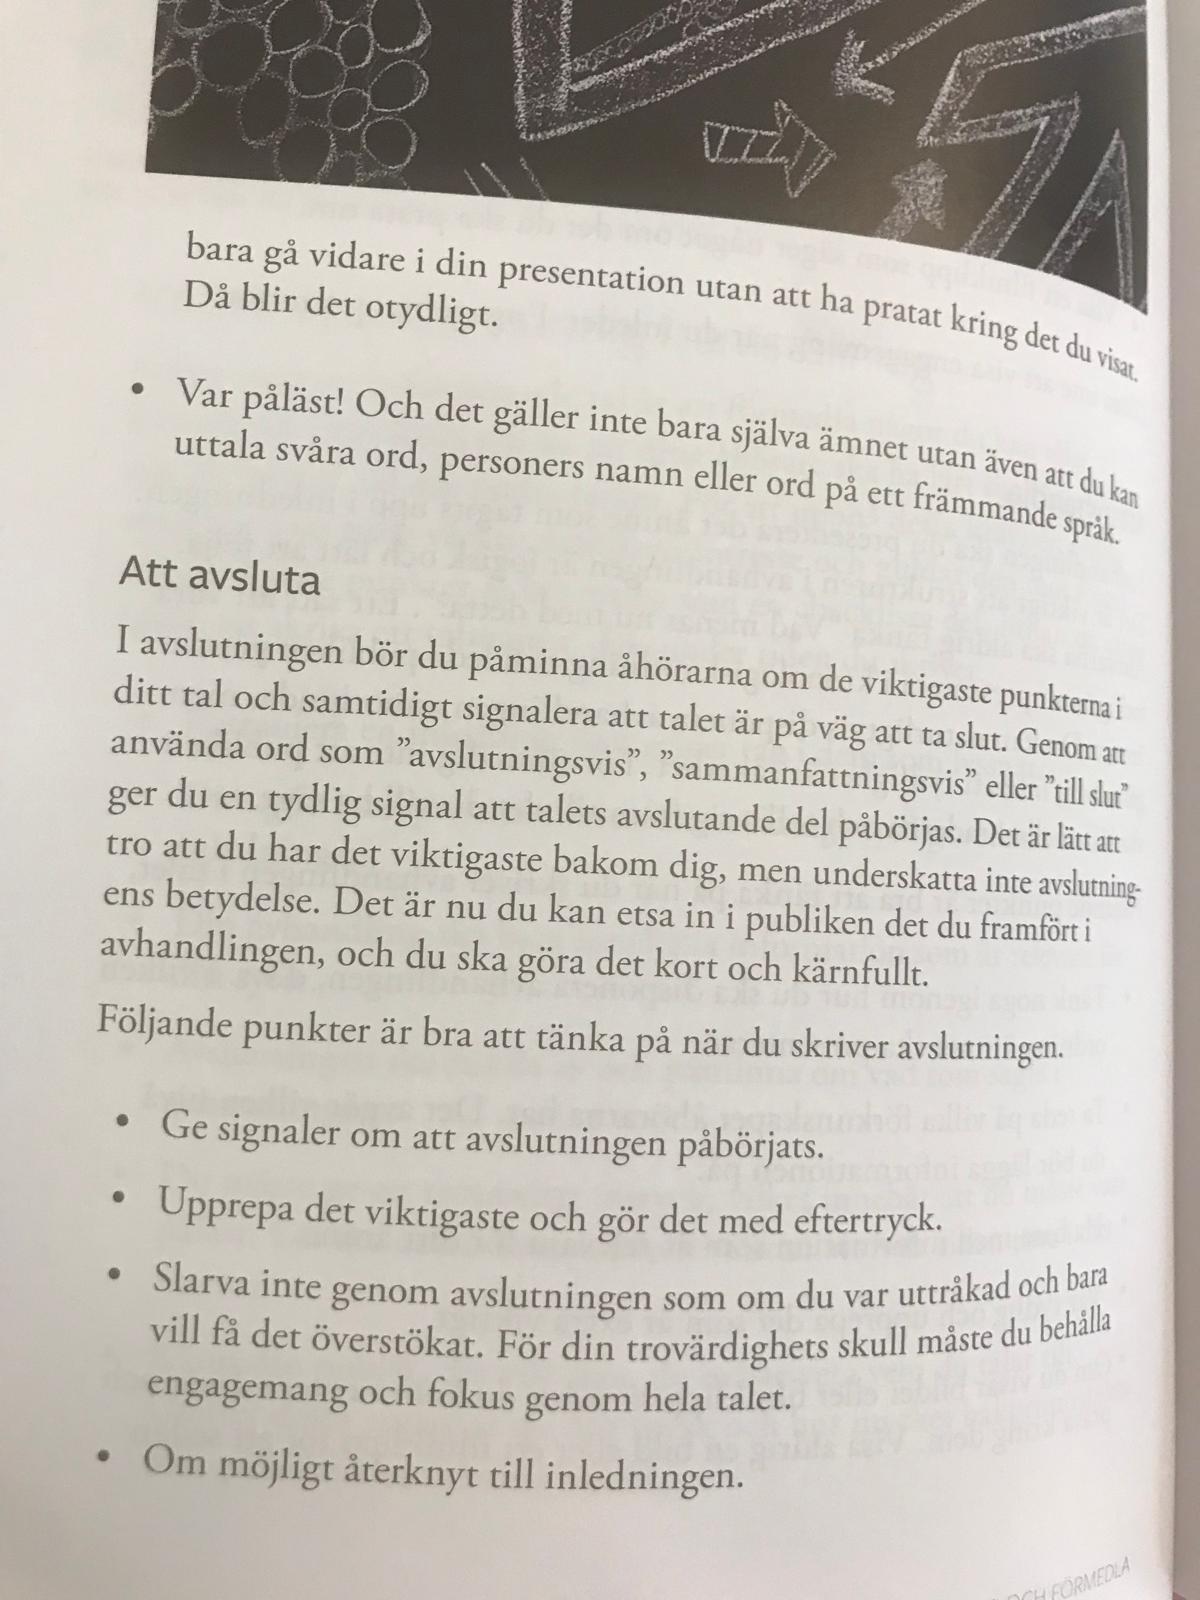 bara gå vidare i din presentation utan att ha pratat kring det du visat.
Då blir det otydligt.
• Var påläst! Och det gäller inte bara själva ämnet utan även att du kan
uttala svåra ord, personers namn eller ord på ett främmande språk.
Att avsluta
I avslutningen bör du påminna åhörarna om de viktigaste punkterna i
ditt tal och samtidigt signalera att talet är på väg att ta slut. Genom att
använda ord som ”avslutningsvis”, ”sammanfattningsvis” eller ”till slut”
ger du en tydlig signal att talets avslutande del påbörjas. Det är lätt att
tro att du har det viktigaste bakom dig, men underskatta inte avslutning-
ens betydelse. Det är nu du kan etsa in i publiken det du framfört i
avhandlingen, och du ska göra det kort och kärnfullt.
Följande punkter är bra att tänka på när du skriver avslutningen.
• Ge signaler om att avslutningen påbörjats.
• Upprepa det viktigaste och gör det med eftertryck.
• Slarva inte genom avslutningen som om du var uttråkad och bara
vill få det överstökat. För din trovärdighets skull måste du behålla
engagemang och fokus genom hela talet.
• Om möjligt återknyt till inledningen.
OCH FÖRMEDLA